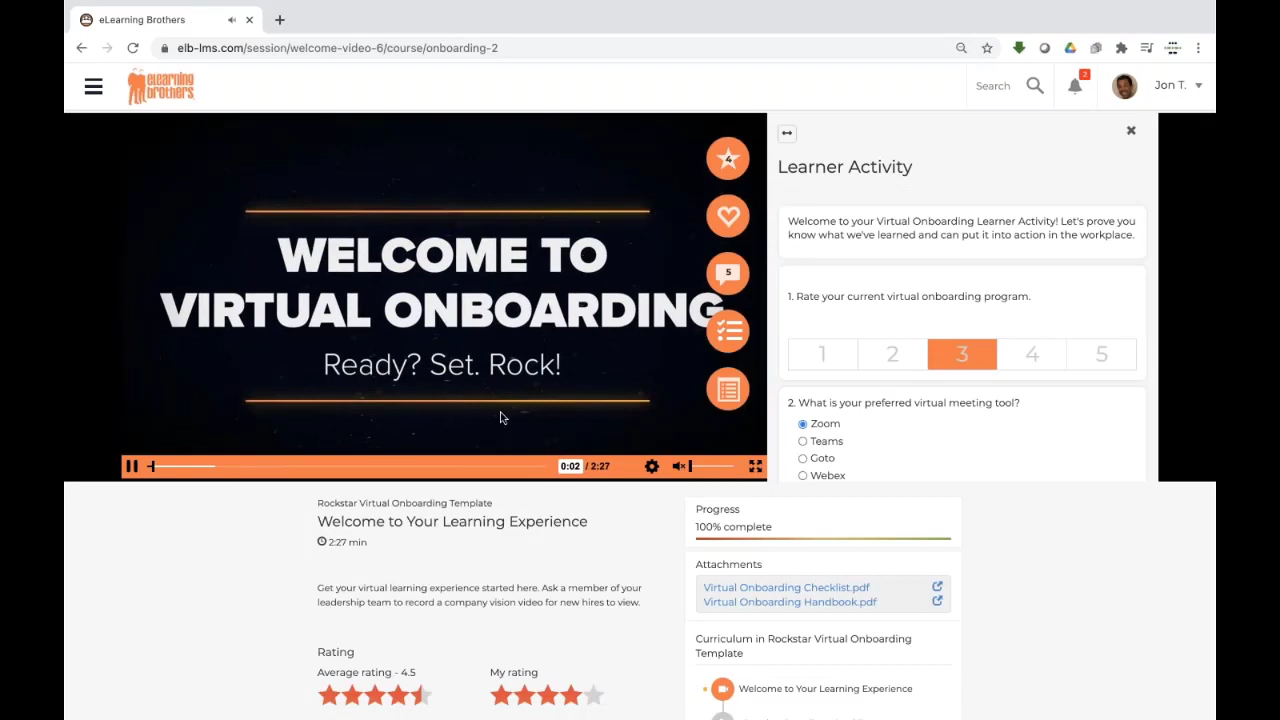 eLearning Brothers
elb-lms.com/session/welcome-video-6/course/onboarding-2
elearning
brothers
Search
2
Jon T.
WELCOME TO
VIRTUAL ONBOARDING
Ready? Set. Rock!
4
5
0:02 / 2:27
Learner Activity
Welcome to your Virtual Onboarding Learner Activity! Let's prove you
know what we've learned and can put it into action in the workplace.
1. Rate your current virtual onboarding program.
1 2 3 4 5
2. What is your preferred virtual meeting tool?
Zoom
Teams
Goto
Webex
Rockstar Virtual Onboarding Template
Welcome to Your Learning Experience
2:27 min
Get your virtual learning experience started here. Ask a member of your
leadership team to record a company vision video for new hires to view.
Rating
Average rating - 4.5
My rating
Progress
100% complete
Attachments
Virtual Onboarding Checklist.pdf
Virtual Onboarding Handbook.pdf
Curriculum in Rockstar Virtual Onboarding
Template
Welcome to Your Learning Experience